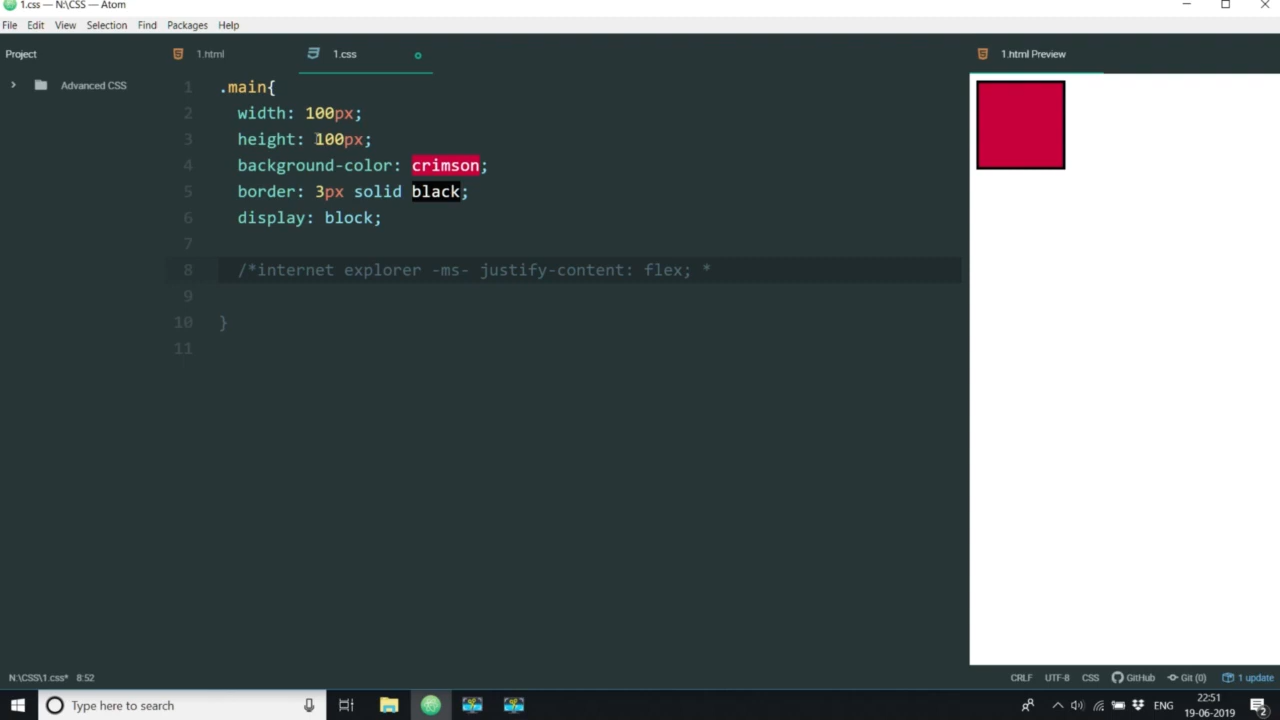 1.css — N:\CSS — Atom
File Edit View Selection Find Packages Help
Project
1.html
1.css
1.html Preview
Advanced CSS
1 .main{
2 width: 100px;
3 height: 100px;
4 background-color: crimson;
5 border: 3px solid black;
6 display: block;
7
8 /*internet explorer -ms- justify-content: flex; *
9
10 }
11
N:\CSS\1.css* 8:52
CRLF UTF-8 CSS GitHub Git (0) 1 update
Type here to search
ENG
22:51
19-06-2019
2